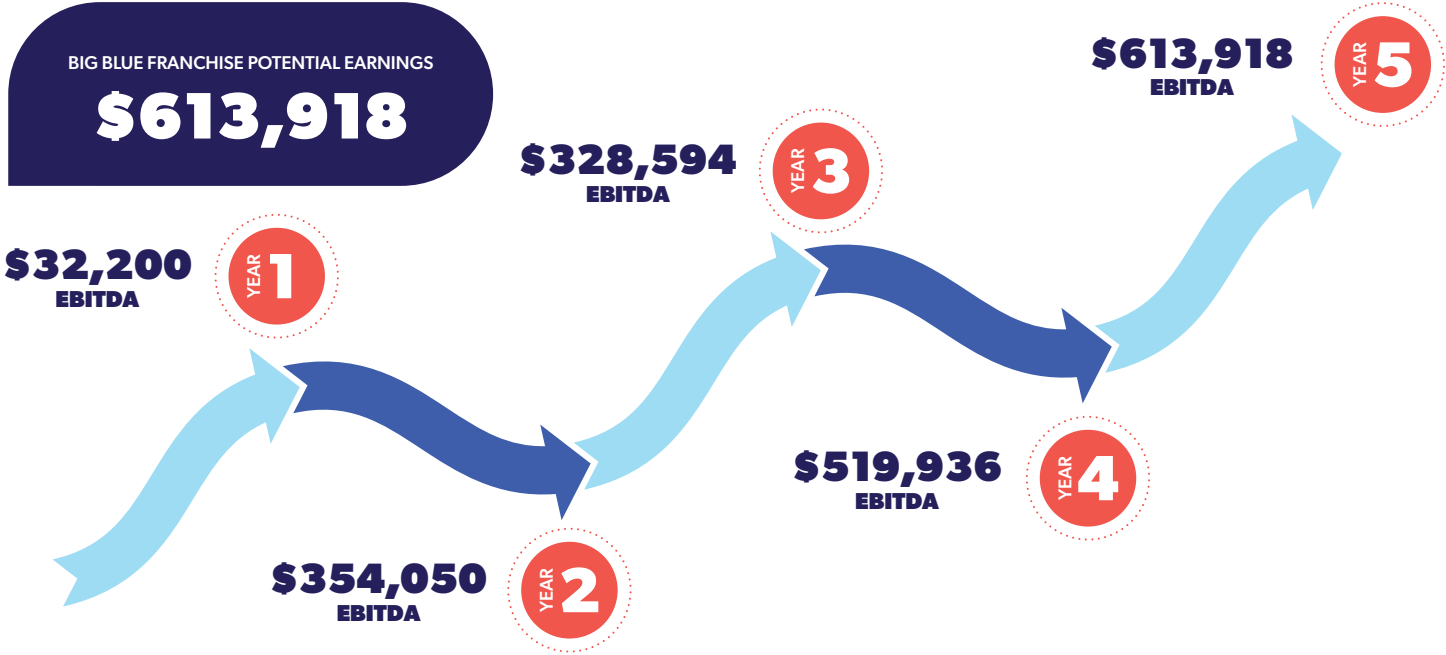 BIG BLUE FRANCHISE POTENTIAL EARNINGS
$613,918
$32,200
EBITDA
YEAR 1
$354,050
EBITDA
YEAR 2
$328,594
EBITDA
YEAR 3
$519,936
EBITDA
YEAR 4
$613,918
EBITDA
YEAR 5